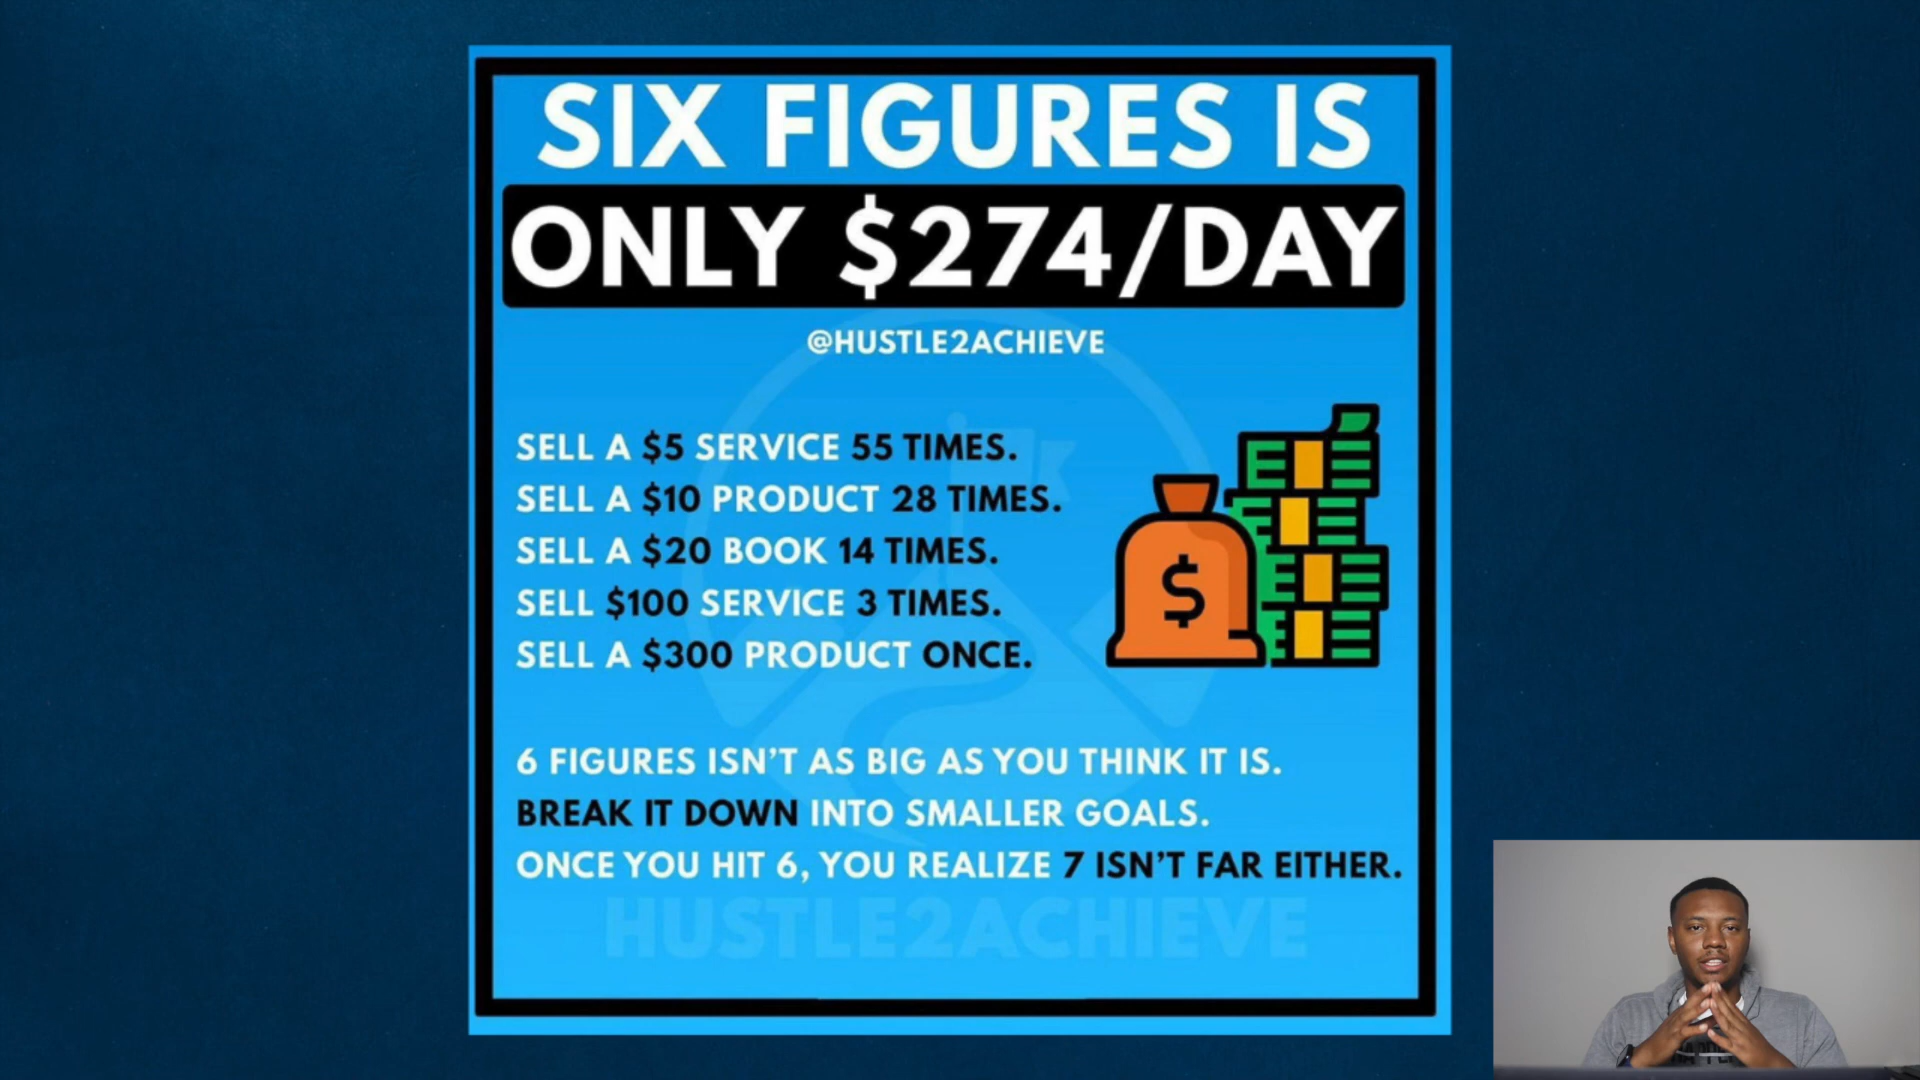 SIX FIGURES IS
ONLY $274/DAY
@HUSTLE2ACHIEVE
SELL A $5 SERVICE 55 TIMES.
SELL A $10 PRODUCT 28 TIMES.
SELL A $20 BOOK 14 TIMES.
SELL $100 SERVICE 3 TIMES.
SELL A $300 PRODUCT ONCE.
$
6 FIGURES ISN'T AS BIG AS YOU THINK IT IS.
BREAK IT DOWN INTO SMALLER GOALS.
ONCE YOU HIT 6, YOU REALIZE 7 ISN'T FAR EITHER.
HUSTLE2ACHIEVE